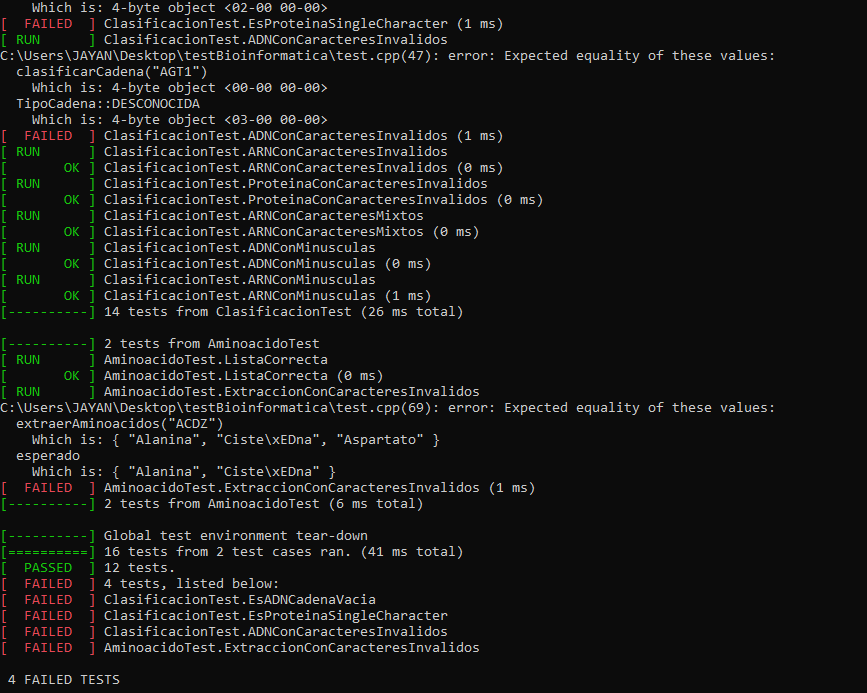 Which is: 4-byte object <02-00 00-00>
[  FAILED  ] ClasificacionTest.EsProteinaSingleCharacter (1 ms)
[ RUN      ] ClasificacionTest.ADNConCaracteresInvalidos
C:\Users\JAYAN\Desktop\testBioinformatica\test.cpp(47): error: Expected equality of these values:
  clasificarCadena("AGT1")
    Which is: 4-byte object <00-00 00-00>
  TipoCadena::DESCONOCIDA
    Which is: 4-byte object <03-00 00-00>
[  FAILED  ] ClasificacionTest.ADNConCaracteresInvalidos (1 ms)
[ RUN      ] ClasificacionTest.ARNConCaracteresInvalidos
[       OK ] ClasificacionTest.ARNConCaracteresInvalidos (0 ms)
[ RUN      ] ClasificacionTest.ProteinaConCaracteresInvalidos
[       OK ] ClasificacionTest.ProteinaConCaracteresInvalidos (0 ms)
[ RUN      ] ClasificacionTest.ARNConCaracteresMixtos
[       OK ] ClasificacionTest.ARNConCaracteresMixtos (0 ms)
[ RUN      ] ClasificacionTest.ADNConMinusculas
[       OK ] ClasificacionTest.ADNConMinusculas (0 ms)
[ RUN      ] ClasificacionTest.ARNConMinusculas
[       OK ] ClasificacionTest.ARNConMinusculas (1 ms)
[----------] 14 tests from ClasificacionTest (26 ms total)

[----------] 2 tests from AminoacidoTest
[ RUN      ] AminoacidoTest.ListaCorrecta
[       OK ] AminoacidoTest.ListaCorrecta (0 ms)
[ RUN      ] AminoacidoTest.ExtraccionConCaracteresInvalidos
C:\Users\JAYAN\Desktop\testBioinformatica\test.cpp(69): error: Expected equality of these values:
  extraerAminoacidos("ACDZ")
    Which is: { "Alanina", "Ciste\xEDna", "Aspartato" }
  esperado
    Which is: { "Alanina", "Ciste\xEDna" }
[  FAILED  ] AminoacidoTest.ExtraccionConCaracteresInvalidos (1 ms)
[----------] 2 tests from AminoacidoTest (6 ms total)

[----------] Global test environment tear-down
[==========] 16 tests from 2 test cases ran. (41 ms total)
[  PASSED  ] 12 tests.
[  FAILED  ] 4 tests, listed below:
[  FAILED  ] ClasificacionTest.EsADNCadenaVacia
[  FAILED  ] ClasificacionTest.EsProteinaSingleCharacter
[  FAILED  ] ClasificacionTest.ADNConCaracteresInvalidos
[  FAILED  ] AminoacidoTest.ExtraccionConCaracteresInvalidos

 4 FAILED TESTS